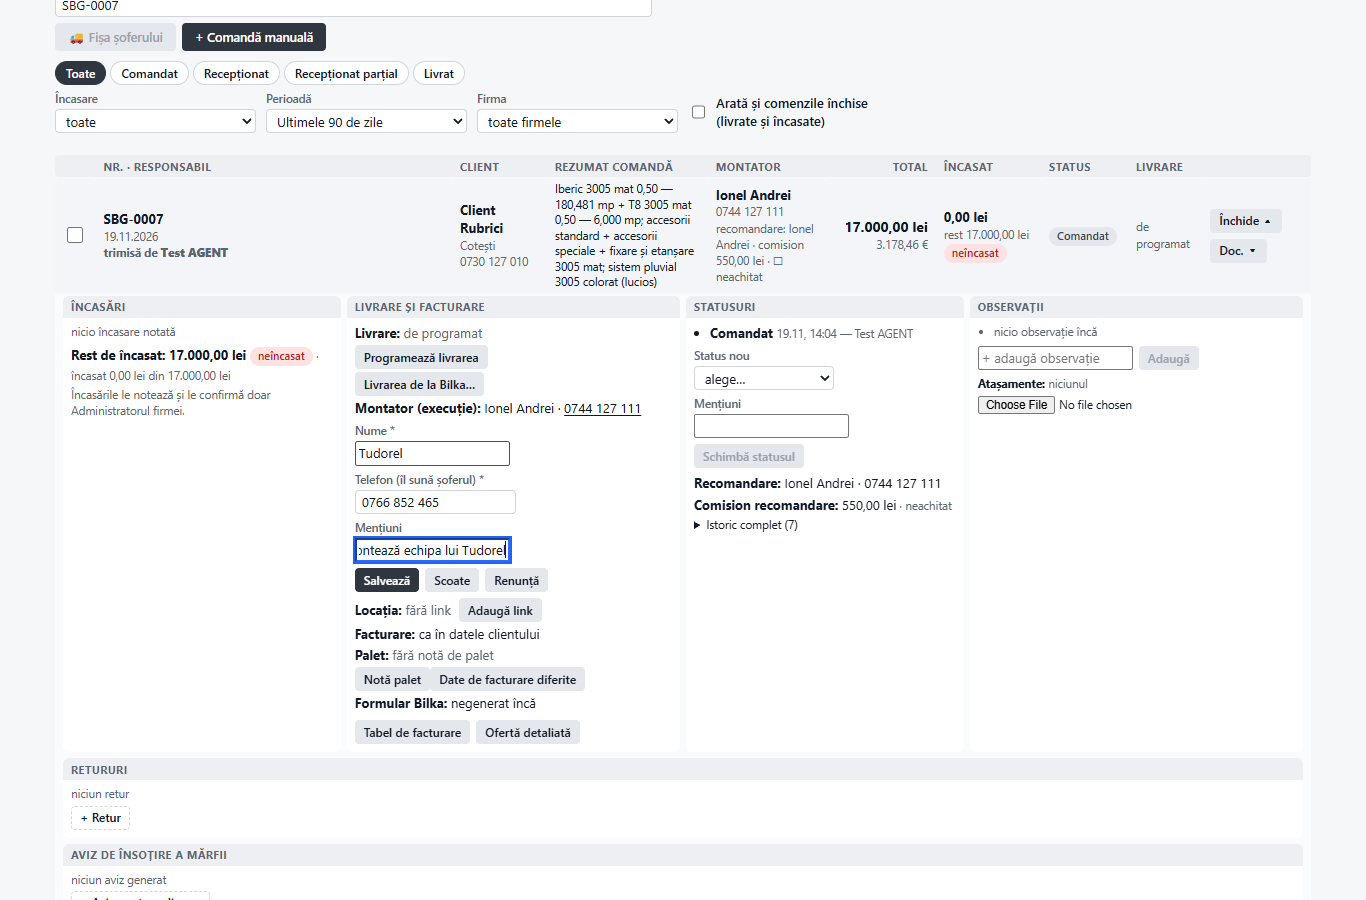 SBG-0007
🚚 Fișa șoferului
+ Comandă manuală
Toate
Comandat
Recepționat
Recepționat parțial
Livrat
Încasare
Perioadă
Firma
toate
Ultimele 90 de zile
toate firmele
Arată și comenzile închise
(livrate și încasate)
NR. · RESPONSABIL
CLIENT
REZUMAT COMANDĂ
MONTATOR
TOTAL
ÎNCASAT
STATUS
LIVRARE
SBG-0007
19.11.2026
trimisă de Test AGENT
Client
Rubrici
Cotești
0730 127 010
Iberic 3005 mat 0,50 —
180,481 mp + T8 3005 mat
0,50 — 6,000 mp; accesorii
standard + accesorii
speciale + fixare și etanșare
3005 mat; sistem pluvial
3005 colorat (lucios)
Ionel Andrei
0744 127 111
recomandare: Ionel
Andrei · comision
550,00 lei · ☐
neachitat
17.000,00 lei
3.178,46 €
0,00 lei
rest 17.000,00 lei
neîncasat
Comandat
de
programat
Închide ▲
Doc. ▼
ÎNCASĂRI
nicio încasare notată
Rest de încasat: 17.000,00 lei neîncasat ·
încasat 0,00 lei din 17.000,00 lei
Încasările le notează și le confirmă doar
Administratorul firmei.
LIVRARE ȘI FACTURARE
Livrare: de programat
Programează livrarea
Livrarea de la Bilka...
Montator (execuție): Ionel Andrei · 0744 127 111
Nume *
Tudorel
Telefon (îl sună șoferul) *
0766 852 465
Mențiuni
ontează echipa lui Tudorel
Salvează
Scoate
Renunță
Locația: fără link
Adaugă link
Facturare: ca în datele clientului
Palet: fără notă de palet
Notă palet
Date de facturare diferite
Formular Bilka: negenerat încă
Tabel de facturare
Ofertă detaliată
STATUSURI
• Comandat 19.11, 14:04 — Test AGENT
Status nou
alege...
Mențiuni
Schimbă statusul
Recomandare: Ionel Andrei · 0744 127 111
Comision recomandare: 550,00 lei · neachitat
▶ Istoric complet (7)
OBSERVAȚII
• nicio observație încă
+ adaugă observație
Adaugă
Atașamente: niciunul
Choose File No file chosen
RETURURI
niciun retur
+ Retur
AVIZ DE ÎNSOȚIRE A MĂRFII
niciun aviz generat